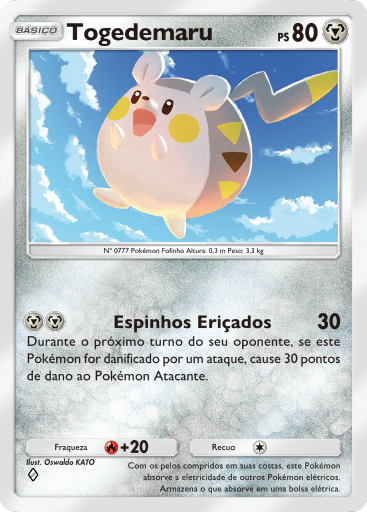 BÁSICO Togedemaru PS 80
Nº 0777 Pokémon Fofinho Altura: 0,3 m Peso: 3,3 kg
Espinhos Eriçados 30
Durante o próximo turno do seu oponente, se este
Pokémon for danificado por um ataque, cause 30 pontos
de dano ao Pokémon Atacante.
Fraqueza +20 Recuo
Ilust. Oswaldo KATO
Com os pelos compridos em suas costas, este Pokémon
absorve a eletricidade de outros Pokémon elétricos.
Armazena o que absorve em uma bolsa elétrica.